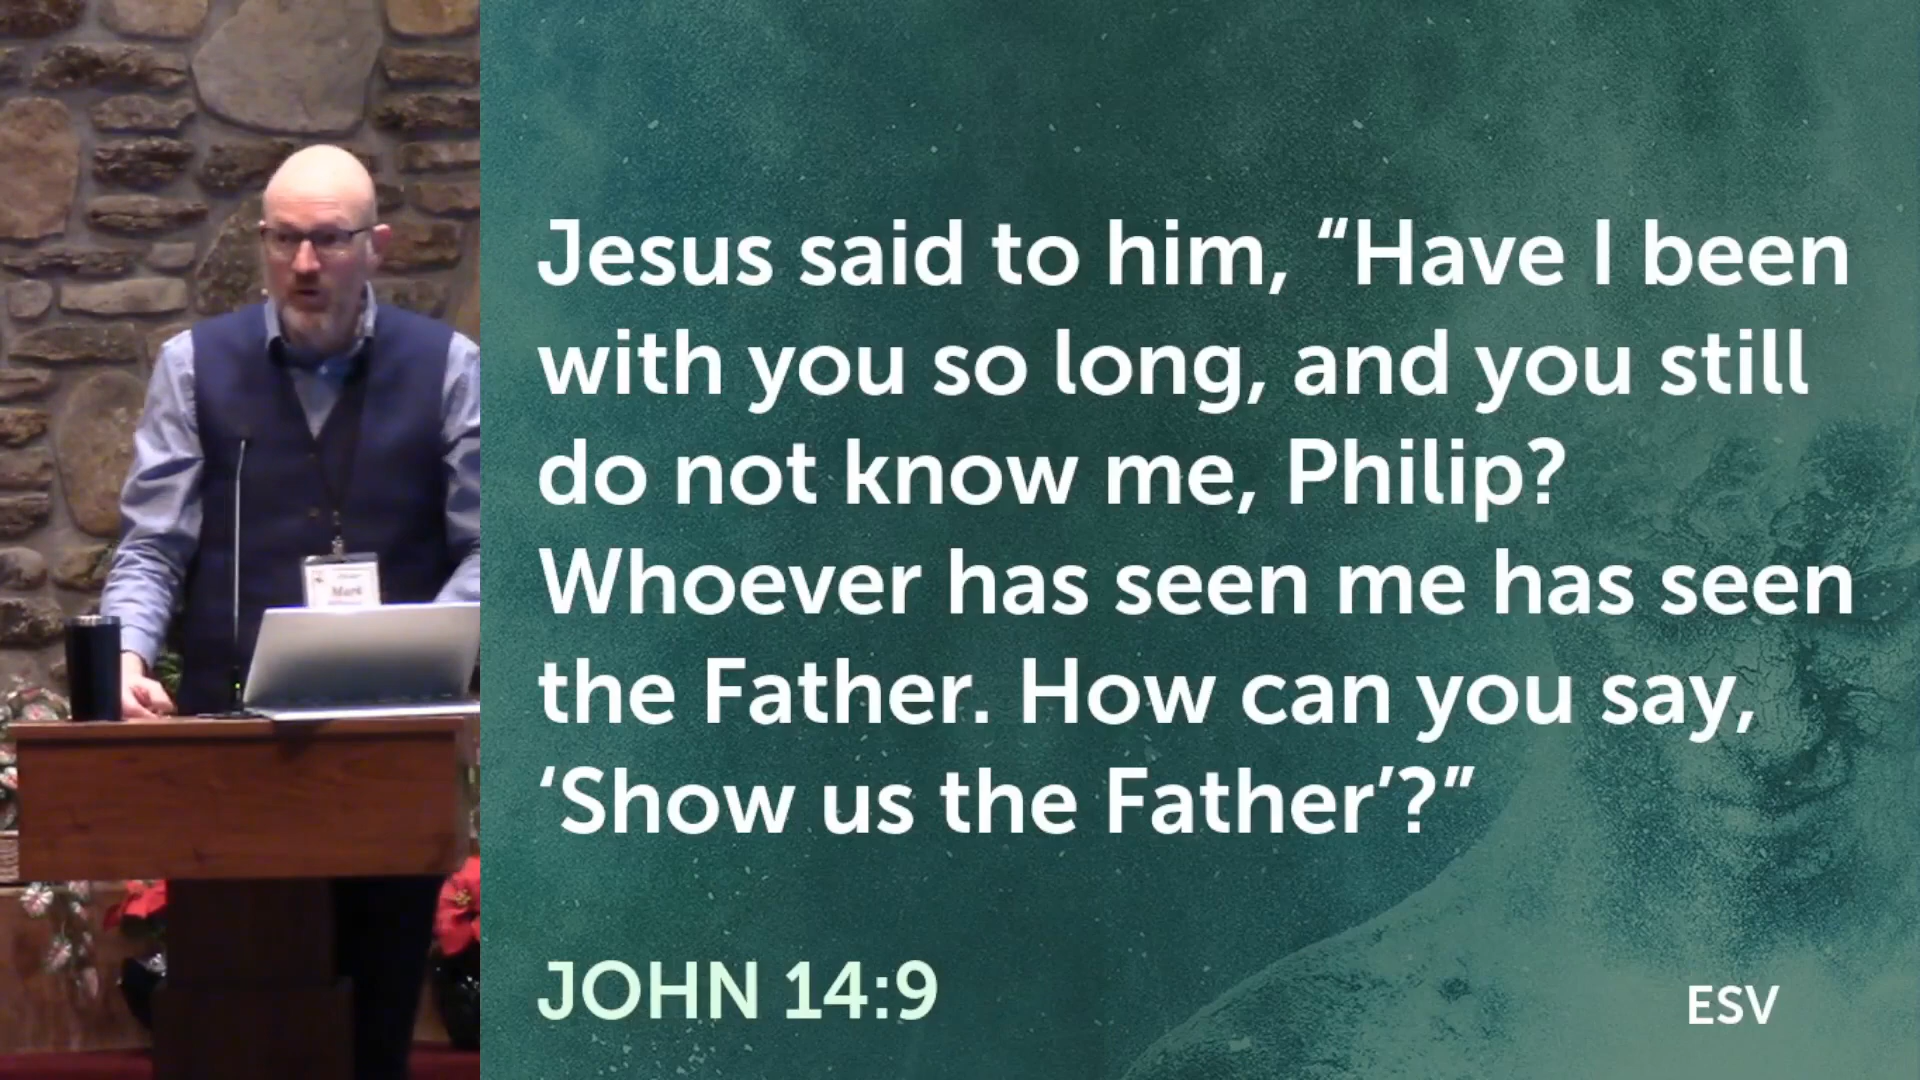 Mark
Jesus said to him, “Have I been
with you so long, and you still
do not know me, Philip?
Whoever has seen me has seen
the Father. How can you say,
‘Show us the Father’?”
JOHN 14:9
ESV